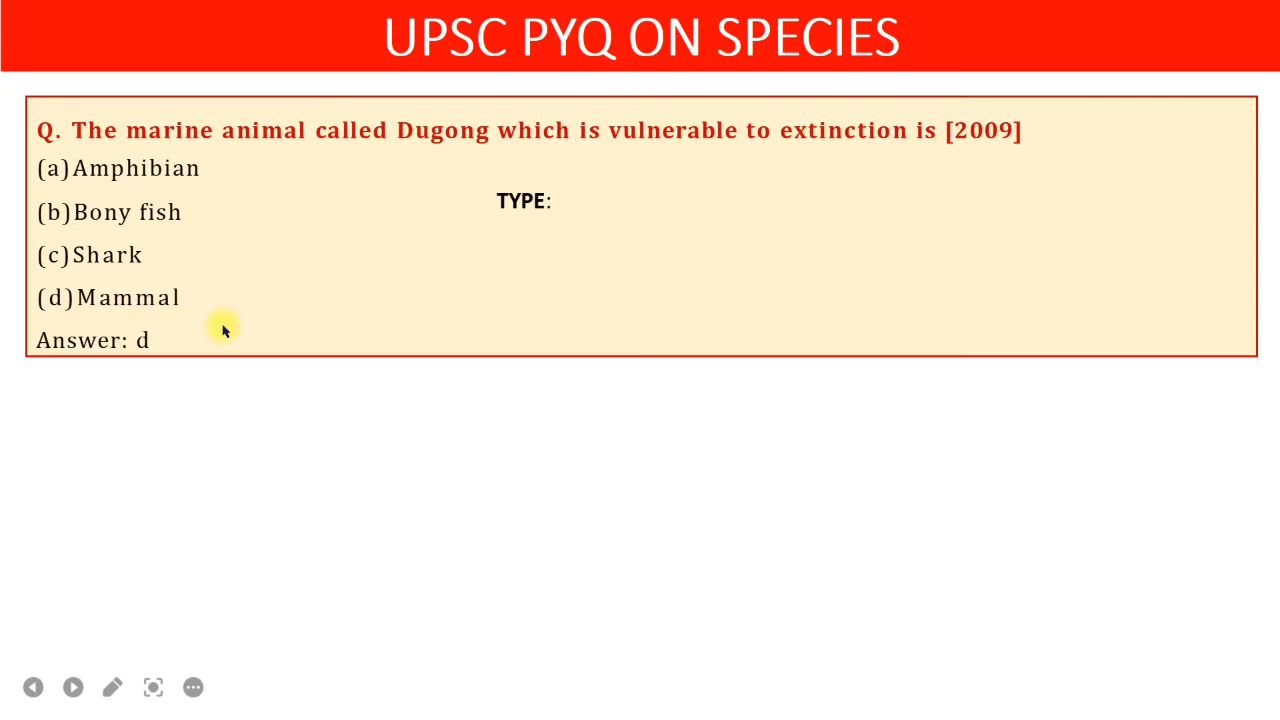 UPSC PYQ ON SPECIES
Q. The marine animal called Dugong which is vulnerable to extinction is [2009]
(a)Amphibian
TYPE:
(b)Bony fish
(c)Shark
(d)Mammal
Answer: d